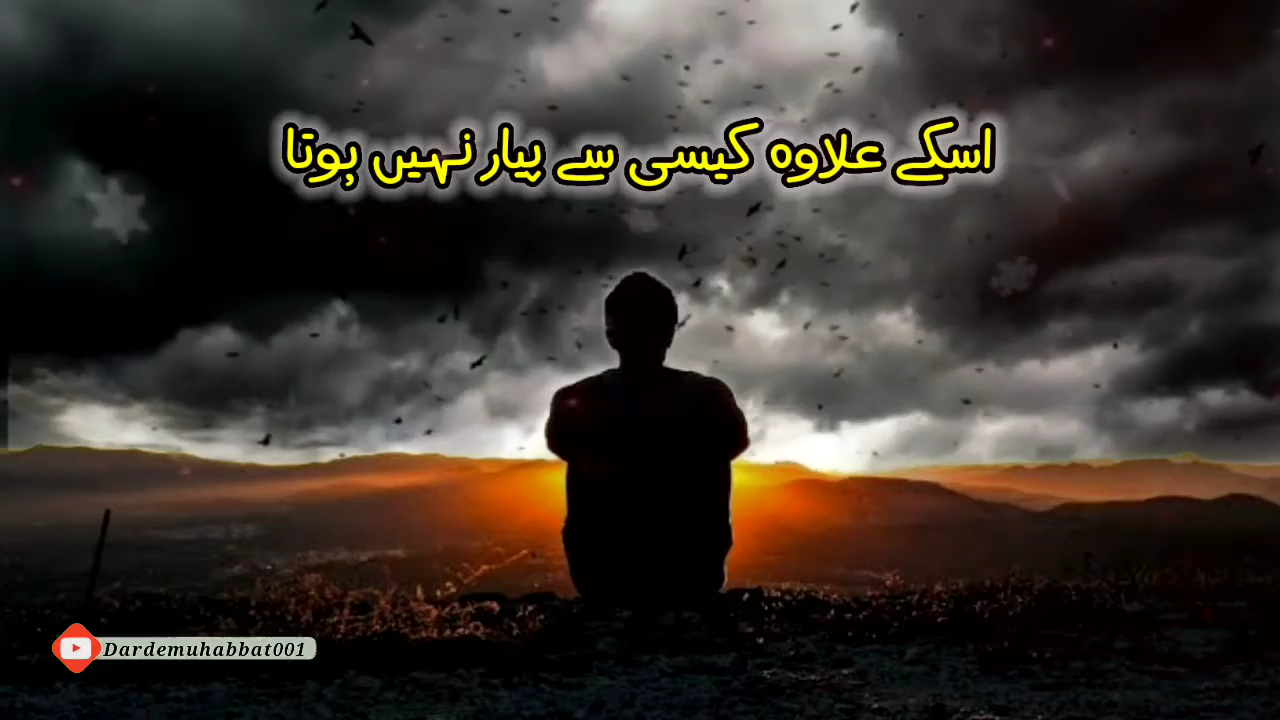 اسکے علاوہ کیسی سے پیار نہیں ہوتا
Dardemuhabbat001